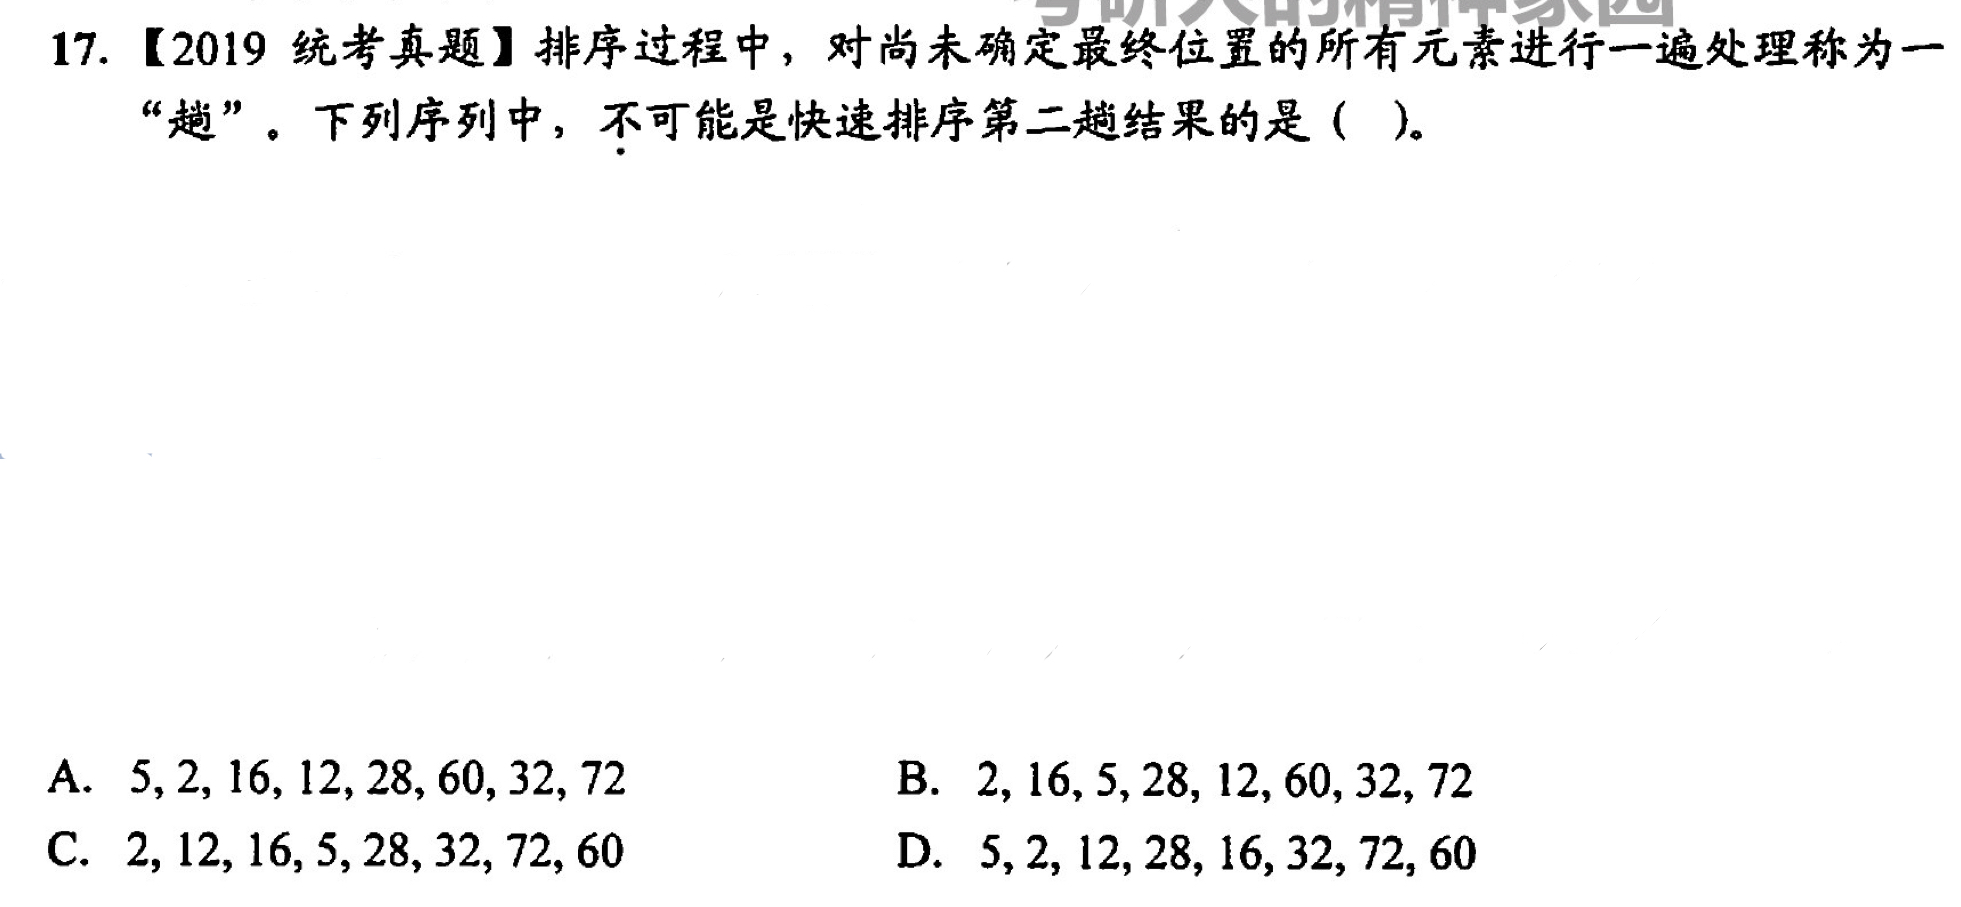 17.【2019 统考真题】排序过程中，对尚未确定最终位置的所有元素进行一遍处理称为一
“趟”。下列序列中，不可能是快速排序第二趟结果的是（ ）。
A. 5, 2, 16, 12, 28, 60, 32, 72
B. 2, 16, 5, 28, 12, 60, 32, 72
C. 2, 12, 16, 5, 28, 32, 72, 60
D. 5, 2, 12, 28, 16, 32, 72, 60